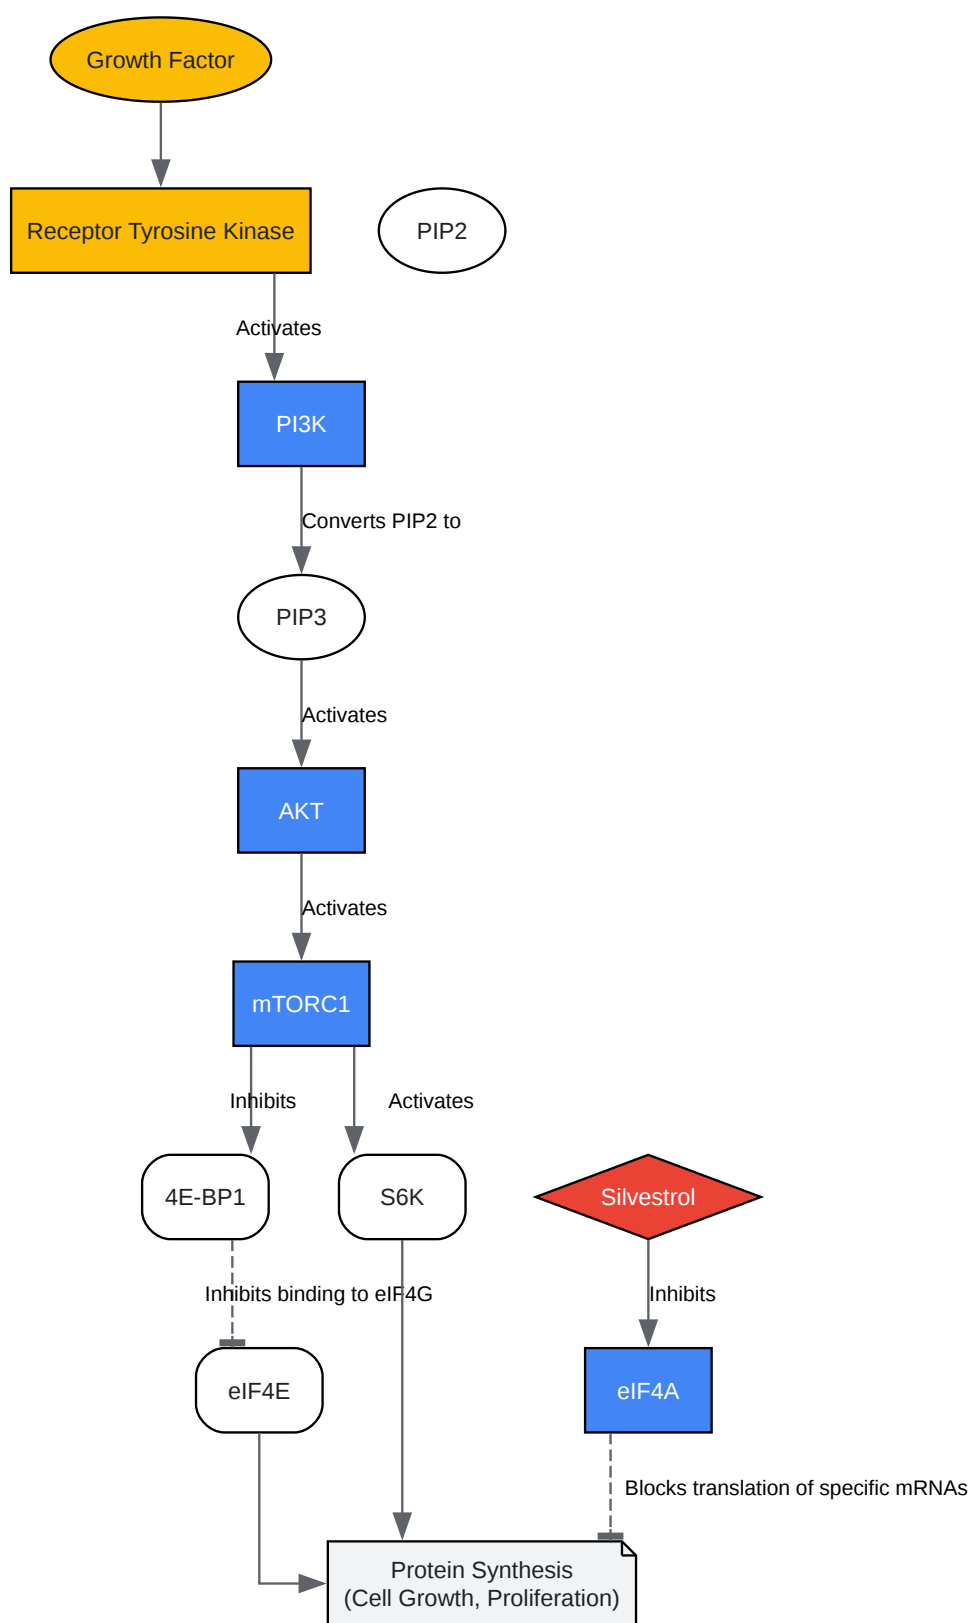 Growth Factor
Receptor Tyrosine Kinase
PIP2
Activates
PI3K
Converts PIP2 to
PIP3
Activates
AKT
Activates
mTORC1
Inhibits
Activates
4E-BP1
S6K
Silvestrol
Inhibits binding to eIF4G
Inhibits
eIF4E
eIF4A
Blocks translation of specific mRNAs
Protein Synthesis
(Cell Growth, Proliferation)